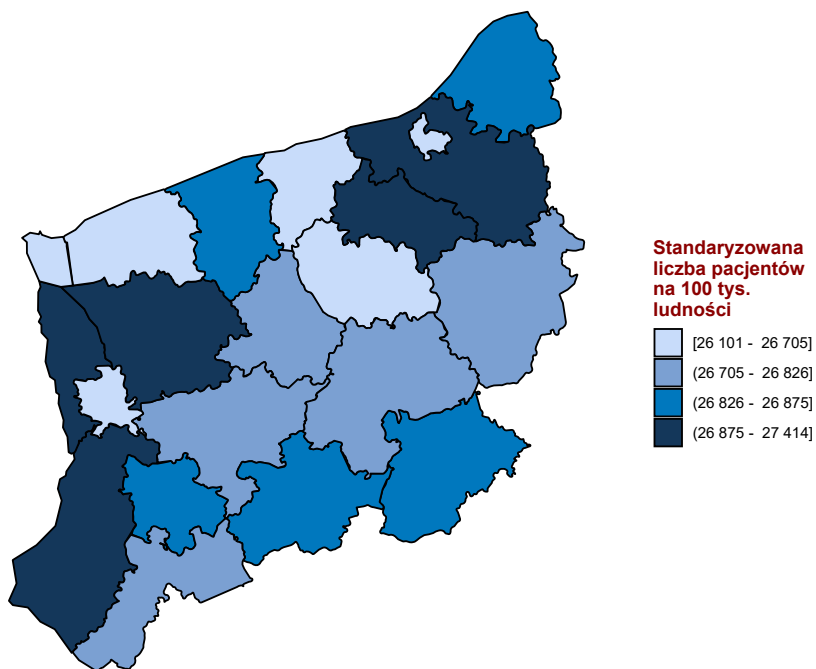 Standaryzowana
liczba pacjentów
na 100 tys.
ludności
[26 101 - 26 705]
(26 705 - 26 826]
(26 826 - 26 875]
(26 875 - 27 414]